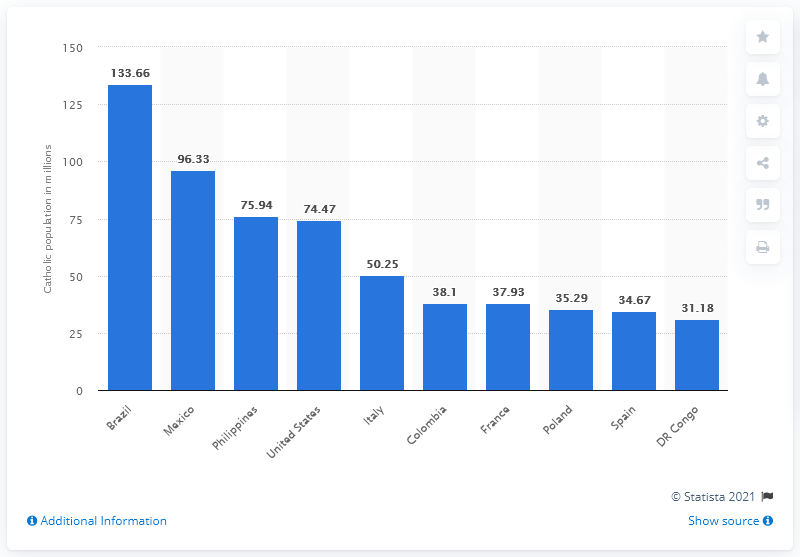 Catholic population in millions
150
125
100
75
50
25
0
133.66
96.33
75.94
74.47
50.25
38.1
37.93
35.29
34.67
31.18
Brazil
Mexico
Philippines
United States
Italy
Colombia
France
Poland
Spain
DR Congo
© Statista 2021
Additional Information
Show source